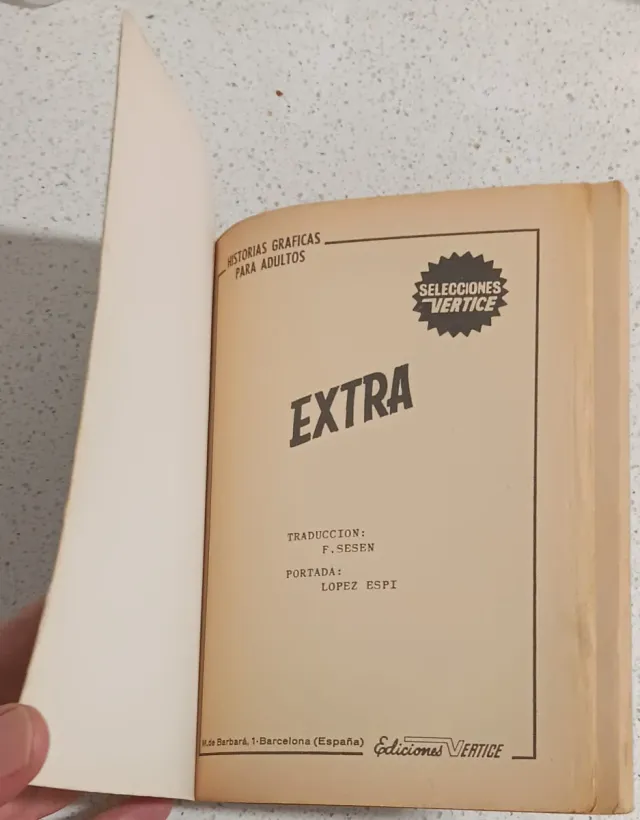 HISTORIAS GRAFICAS
PARA ADULTOS
SELECCIONES
VERTICE
EXTRA
TRADUCCION:
F.SESEN
PORTADA:
LOPEZ ESPI
de Barbará, 1-Barcelona (España)
Ediciones VERTICE